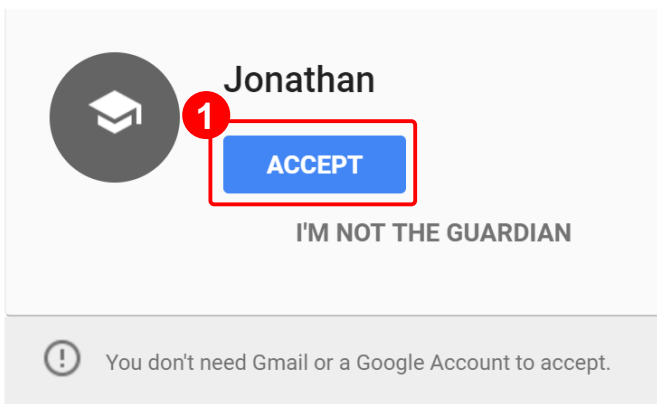 Jonathan
1
ACCEPT
I'M NOT THE GUARDIAN
You don't need Gmail or a Google Account to accept.